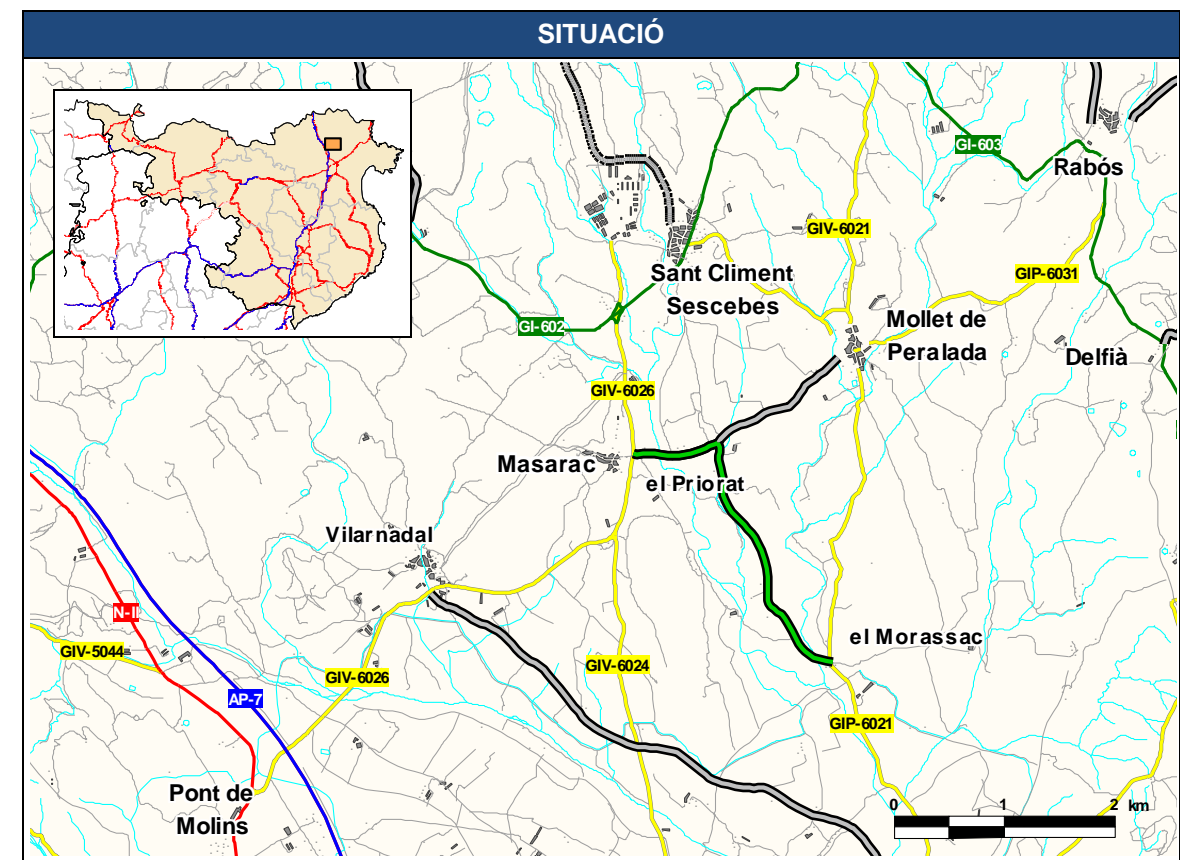 SITUACIÓ
GI-603
Rabós
GIV-6021
Sant Climent
Sescebes
GIP-6031
GI-602
Mollet de
Peralada
Delfià
GIV-6026
Masarac
el Priorat
Vilarnadal
N-II
el Morassac
GIV-5044
GIV-6024
GIV-6026
AP-7
GIP-6021
Pont de
Molins
0 1 2 km